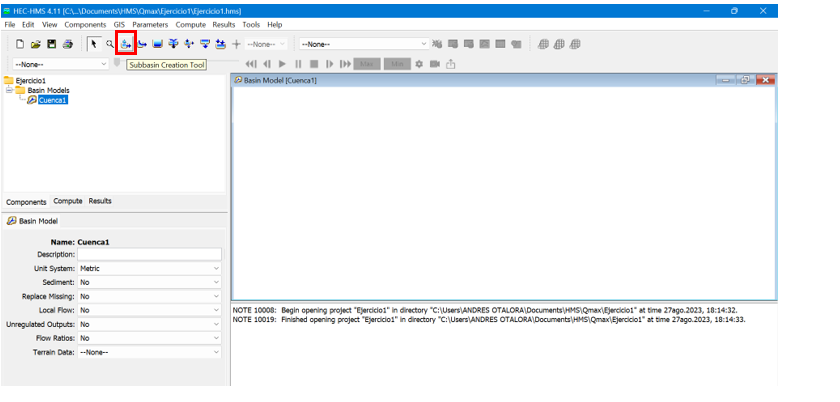 HEC-HMS 4.11 [C:\...\Documents\HMS\Qmax\Ejercicio1\Ejercicio1.hms]
File Edit View Components GIS Parameters Compute Results Tools Help
--None-- --None--
--None-- Subbasin Creation Tool Max Min
Ejercicio1
Basin Models
Cuenca1
Basin Model [Cuenca1]
Components Compute Results
Basin Model
Name: Cuenca1
Description:
Unit System: Metric
Sediment: No
Replace Missing: No
Local Flow: No
Unregulated Outputs: No
Flow Ratios: No
Terrain Data: --None--
NOTE 10008: Begin opening project "Ejercicio1" in directory "C:\Users\ANDRES OTALORA\Documents\HMS\Qmax\Ejercicio1" at time 27ago.2023, 18:14:32.
NOTE 10019: Finished opening project "Ejercicio1" in directory "C:\Users\ANDRES OTALORA\Documents\HMS\Qmax\Ejercicio1" at time 27ago.2023, 18:14:33.